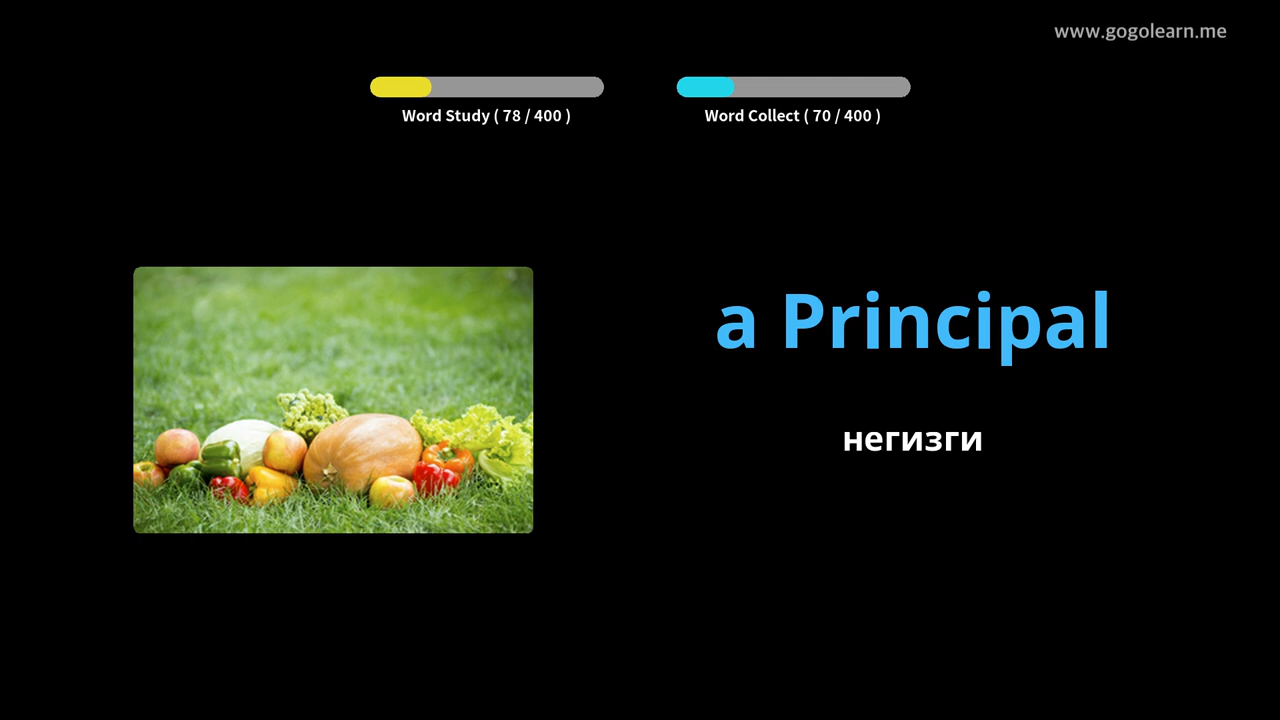 www.gogolearn.me
Word Study ( 78 / 400 )
Word Collect ( 70 / 400 )
a Principal
негизги